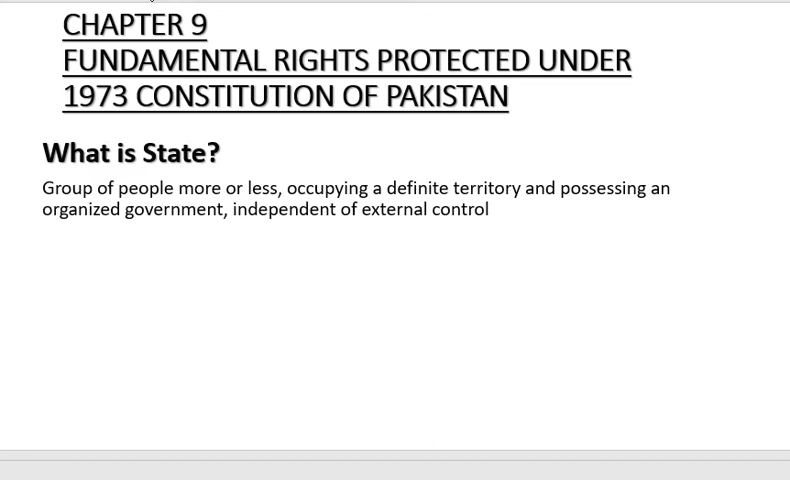 CHAPTER 9
FUNDAMENTAL RIGHTS PROTECTED UNDER
1973 CONSTITUTION OF PAKISTAN
What is State?
Group of people more or less, occupying a definite territory and possessing an
organized government, independent of external control